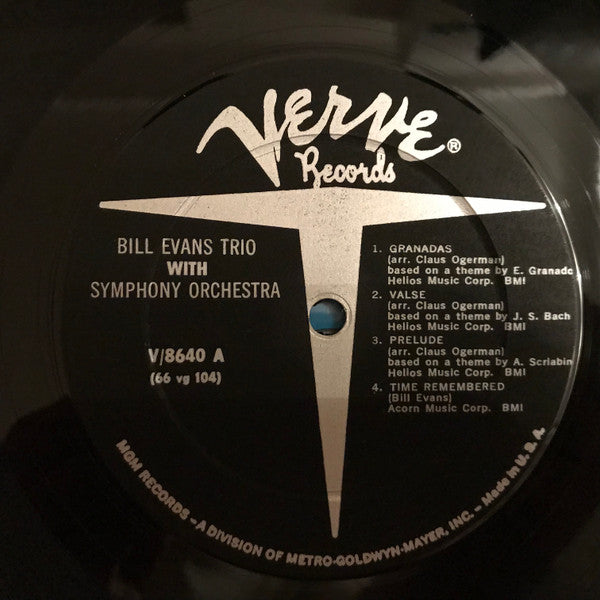 Verve®
Records
BILL EVANS TRIO
WITH
SYMPHONY ORCHESTRA
V/8640 A
(66 vg 104)
1. GRANADAS
(arr. Claus Ogerman)
based on a theme by E. Granado
Helios Music Corp. BMI
2. VALSE
(arr. Claus Ogerman)
based on a theme by J. S. Bach
Helios Music Corp. BMI
3. PRELUDE
(arr. Claus Ogerman)
based on a theme by A. Scriabin
Helios Music Corp. BMI
4. TIME REMEMBERED
(Bill Evans)
Acorn Music Corp. BMI
MGM RECORDS – A DIVISION OF METRO-GOLDWYN-MAYER, INC. – Made in U. S. A.